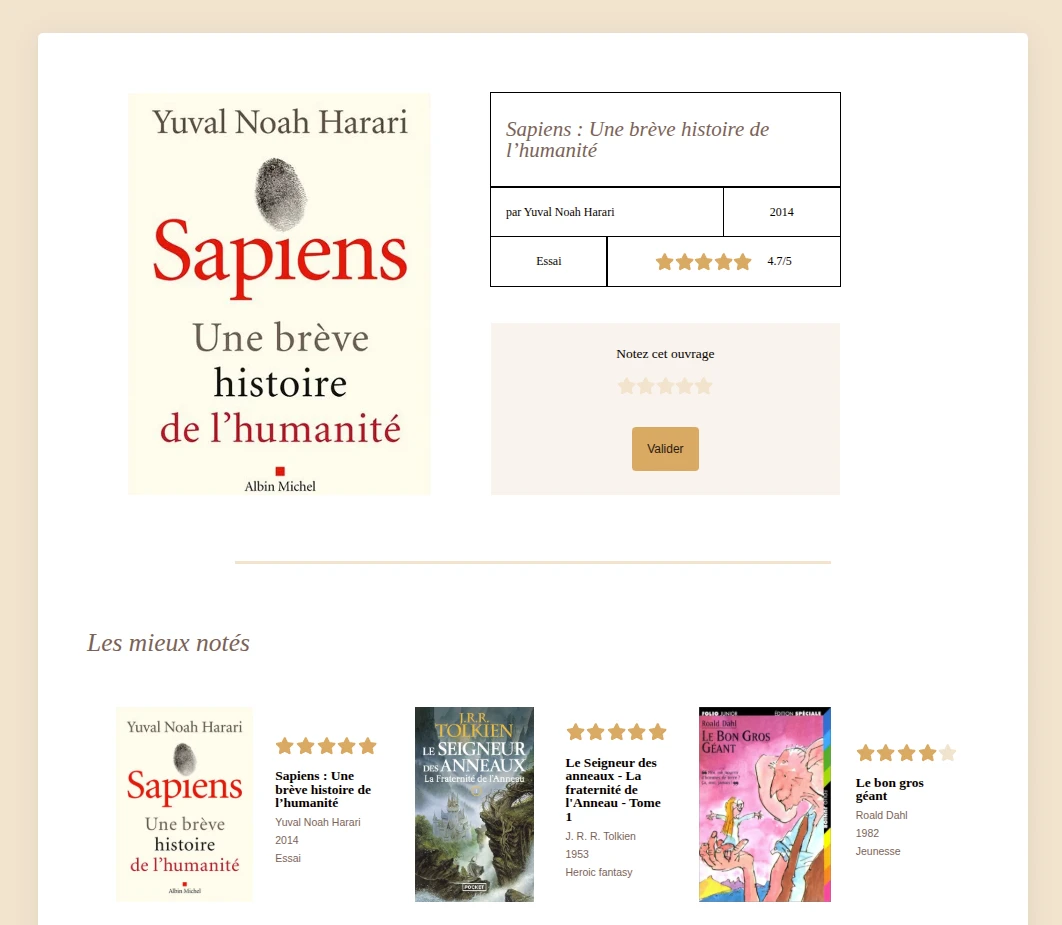 Yuval Noah Harari
Sapiens
Une brève
histoire
de l’humanité
Albin Michel
Sapiens : Une brève histoire de
l’humanité
par Yuval Noah Harari
2014
Essai
4.7/5
Notez cet ouvrage
Valider
Les mieux notés
Yuval Noah Harari
Sapiens
Une brève
histoire
de l’humanité
Albin Michel
Sapiens : Une
brève histoire de
l’humanité
Yuval Noah Harari
2014
Essai
J.R.R.
TOLKIEN
LE SEIGNEUR
DES ANNEAUX
La Fraternité de l'Anneau
POCKET
Le Seigneur des
anneaux - La
fraternité de
l'Anneau - Tome
1
J. R. R. Tolkien
1953
Heroic fantasy
FOLIO JUNIOR
ÉDITION SPÉCIALE
Roald Dahl
LE BON GROS
GÉANT
Le bon gros
géant
Roald Dahl
1982
Jeunesse